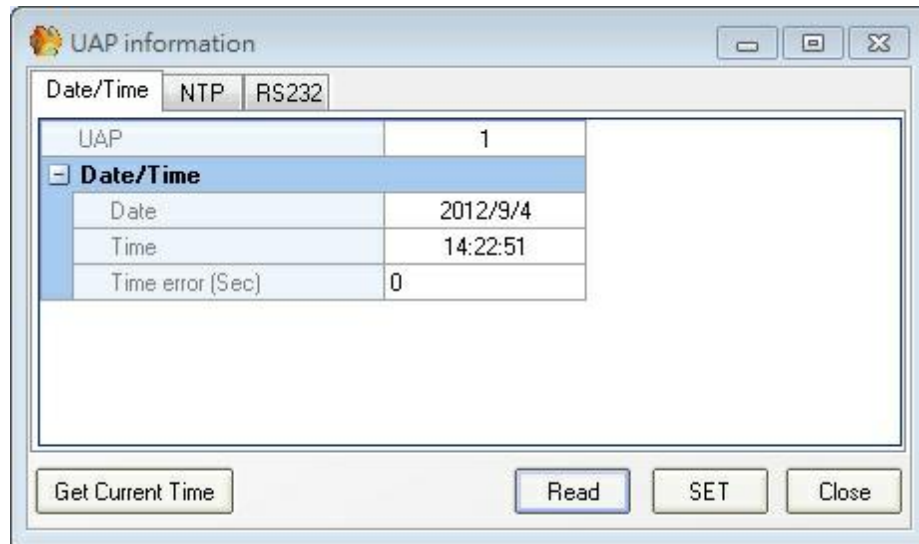 UAP information
Date/Time NTP RS232
UAP 1
Date/Time
Date 2012/9/4
Time 14:22:51
Time error (Sec) 0
Get Current Time Read SET Close